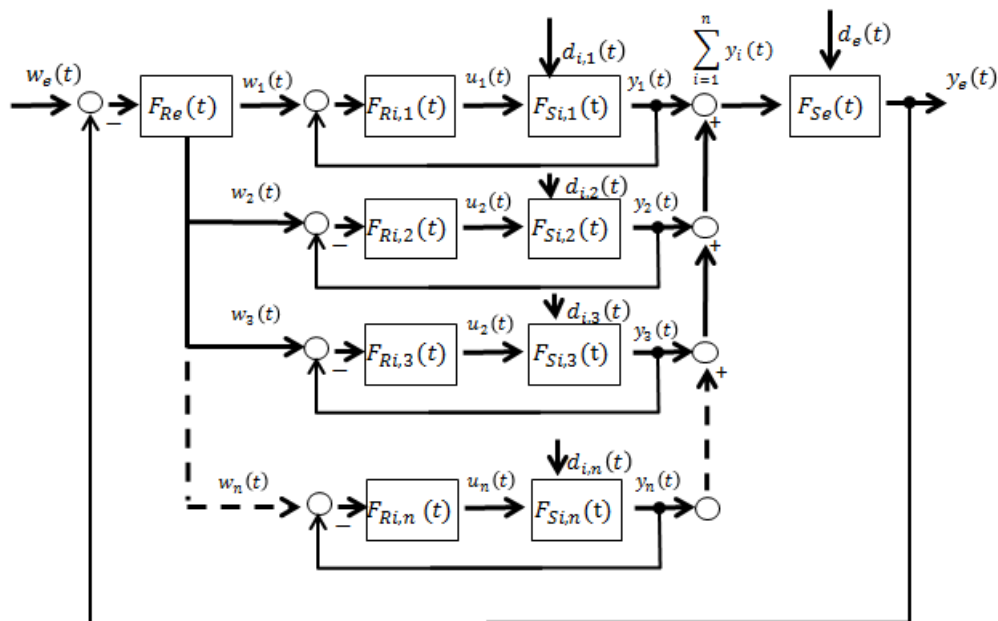 w_e(t)
−
F_Re(t)
w_1(t)
F_Ri,1(t)
u_1(t)
d_i,1(t)
F_Si,1(t)
y_1(t)
n
∑ y_i(t)
i=1
+
d_e(t)
F_Se(t)
y_e(t)
w_2(t)
−
F_Ri,2(t)
u_2(t)
d_i,2(t)
F_Si,2(t)
y_2(t)
+
w_3(t)
−
F_Ri,3(t)
u_2(t)
d_i,3(t)
F_Si,3(t)
y_3(t)
+
w_n(t)
−
F_Ri,n (t)
u_n(t)
d_i,n(t)
F_Si,n(t)
y_n(t)